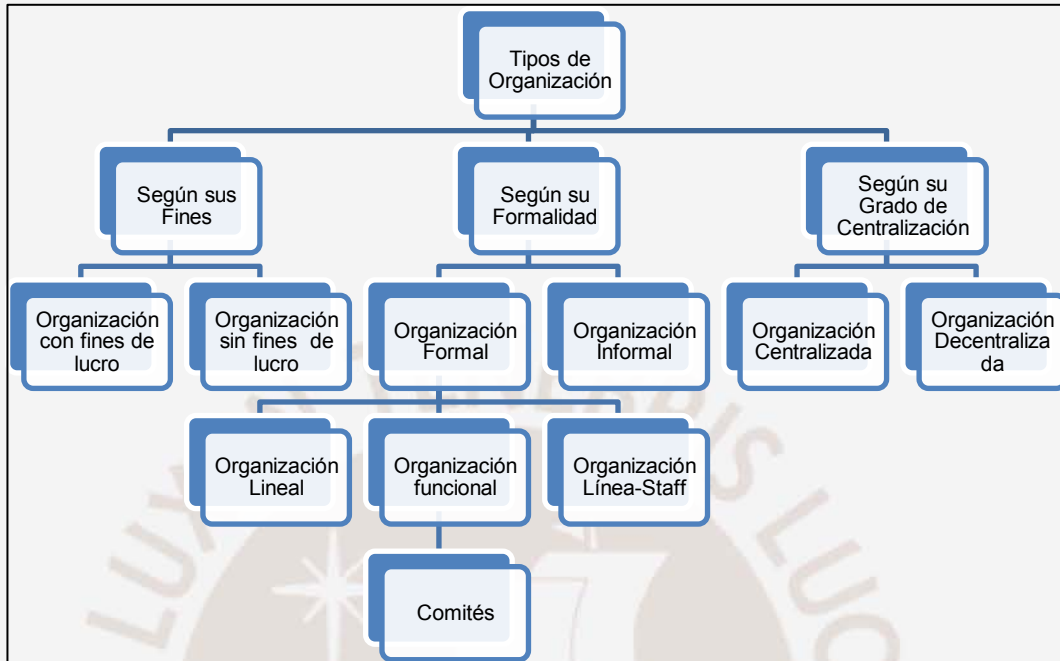 Tipos de
Organización
Según sus
Fines
Según su
Formalidad
Según su
Grado de
Centralización
Organización
con fines de
lucro
Organización
sin fines de
lucro
Organización
Formal
Organización
Informal
Organización
Centralizada
Organización
Decentraliza
da
Organización
Lineal
Organización
funcional
Organización
Línea-Staff
Comités